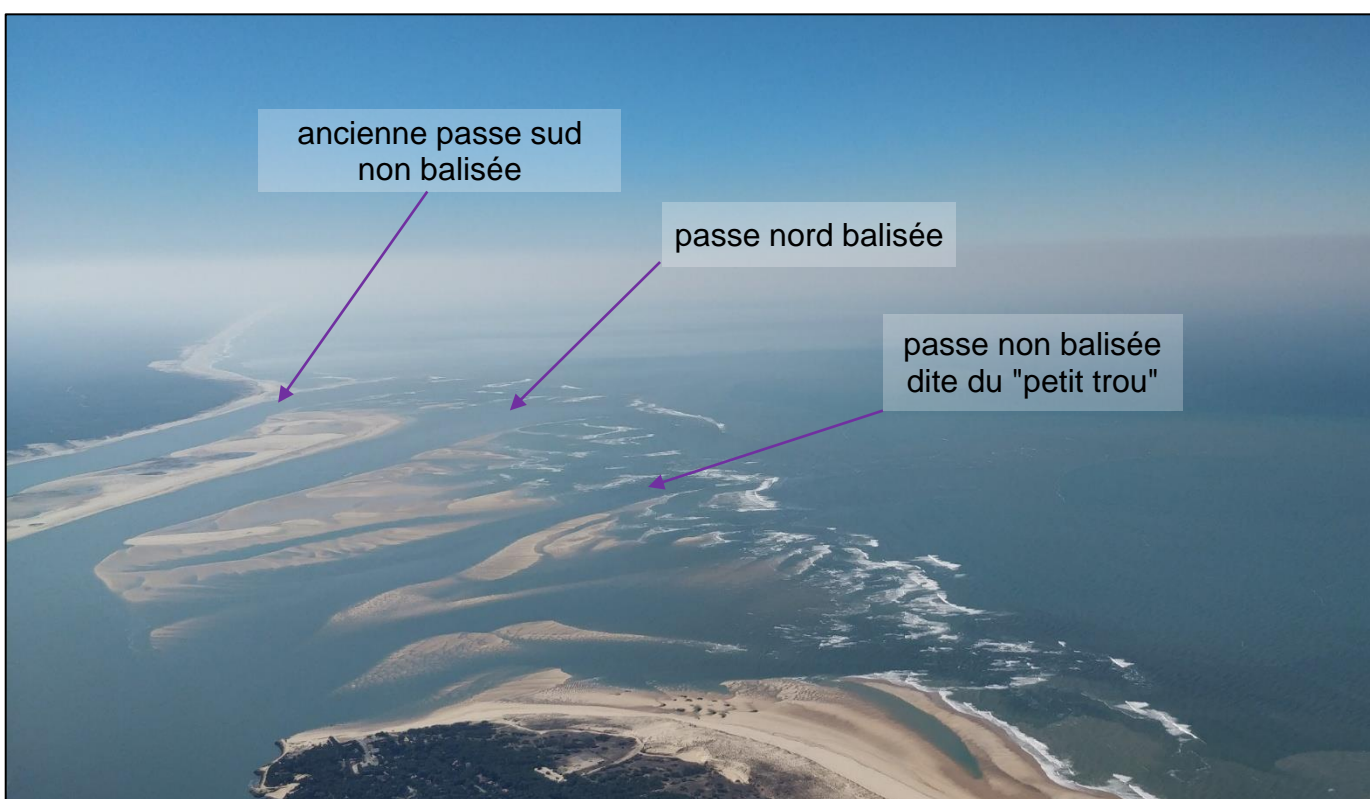 ancienne passe sud
non balisée
passe nord balisée
passe non balisée
dite du "petit trou"